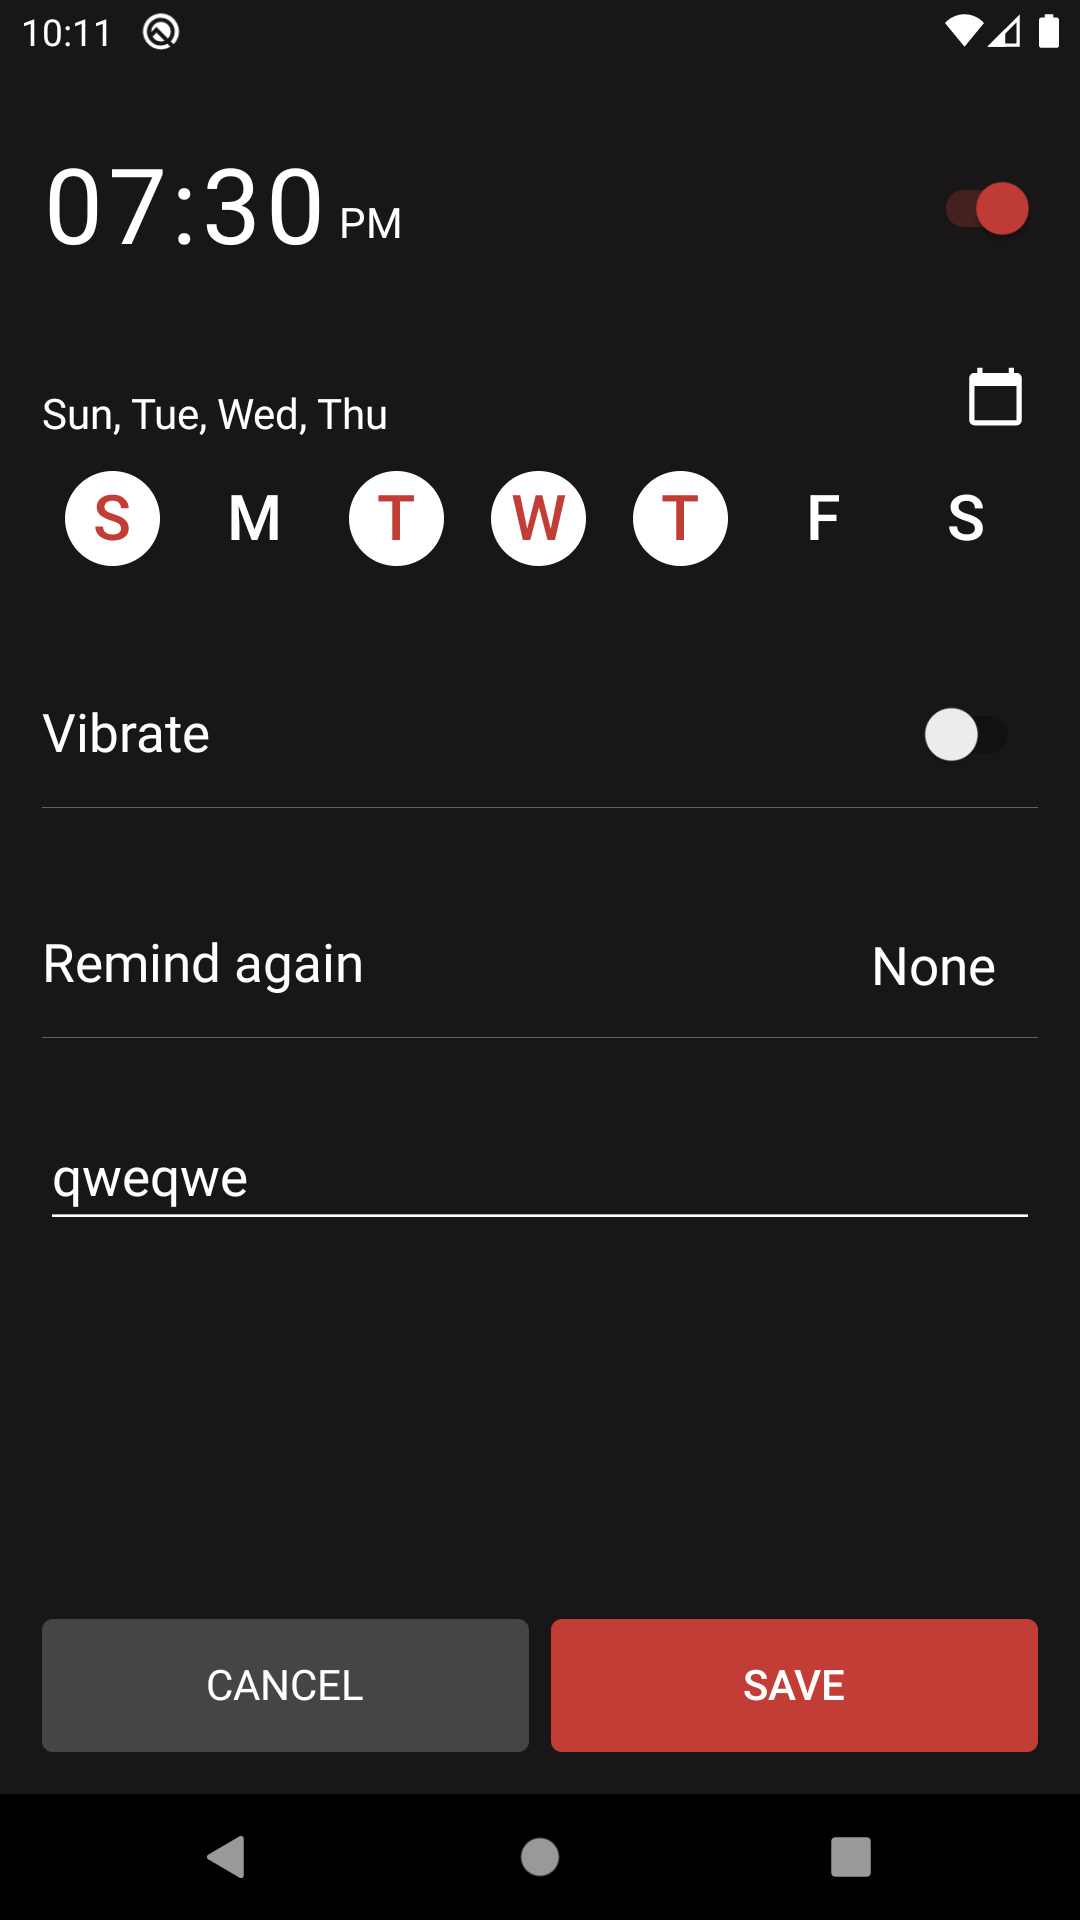 10:11
07:30 PM
Sun, Tue, Wed, Thu
S M T W T F S
Vibrate
Remind again None
qweqwe
CANCEL SAVE